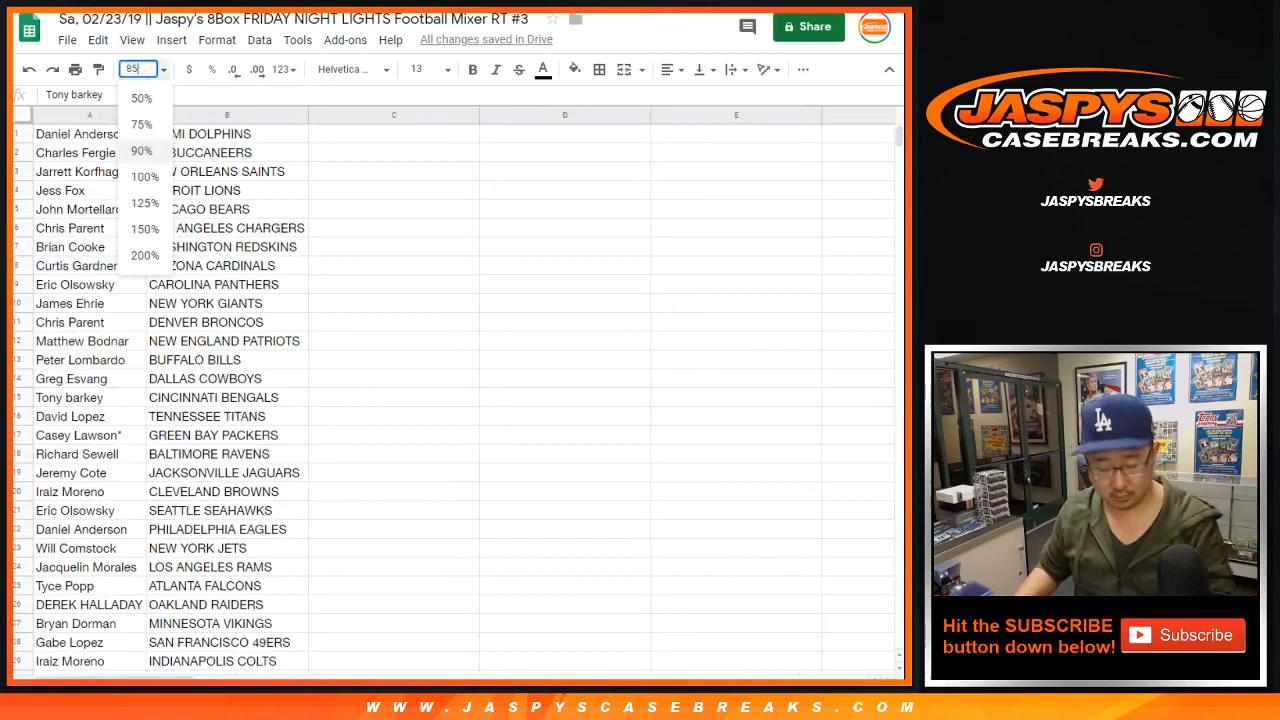 Sa, 02/23/19 || Jaspy's 8Box FRIDAY NIGHT LIGHTS Football Mixer RT #3
Share
File Edit View Insert Format Data Tools Add-ons Help All changes saved in Drive
85 $ % .0 .00 123 Helvetica ... 13 B I S A
fx Tony barkey
50%
75%
90%
100%
125%
150%
200%
A B C D E
1 Daniel Anderso MI DOLPHINS
2 Charles Fergie BUCCANEERS
3 Jarrett Korfhag W ORLEANS SAINTS
4 Jess Fox ROIT LIONS
5 John Mortellaro CAGO BEARS
6 Chris Parent ANGELES CHARGERS
7 Brian Cooke SHINGTON REDSKINS
8 Curtis Gardner ZONA CARDINALS
9 Eric Olsowsky CAROLINA PANTHERS
10 James Ehrie NEW YORK GIANTS
11 Chris Parent DENVER BRONCOS
12 Matthew Bodnar NEW ENGLAND PATRIOTS
13 Peter Lombardo BUFFALO BILLS
14 Greg Esvang DALLAS COWBOYS
15 Tony barkey CINCINNATI BENGALS
16 David Lopez TENNESSEE TITANS
17 Casey Lawson* GREEN BAY PACKERS
18 Richard Sewell BALTIMORE RAVENS
19 Jeremy Cote JACKSONVILLE JAGUARS
20 Iraiz Moreno CLEVELAND BROWNS
21 Eric Olsowsky SEATTLE SEAHAWKS
22 Daniel Anderson PHILADELPHIA EAGLES
23 Will Comstock NEW YORK JETS
24 Jacquelin Morales LOS ANGELES RAMS
25 Tyce Popp ATLANTA FALCONS
26 DEREK HALLADAY OAKLAND RAIDERS
27 Bryan Dorman MINNESOTA VIKINGS
28 Gabe Lopez SAN FRANCISCO 49ERS
29 Iraiz Moreno INDIANAPOLIS COLTS
JASPYS
CASEBREAKS.COM
JASPYSBREAKS
JASPYSBREAKS
LA
Hit the SUBSCRIBE
button down below!
Subscribe
WWW.JASPYSCASEBREAKS.COM